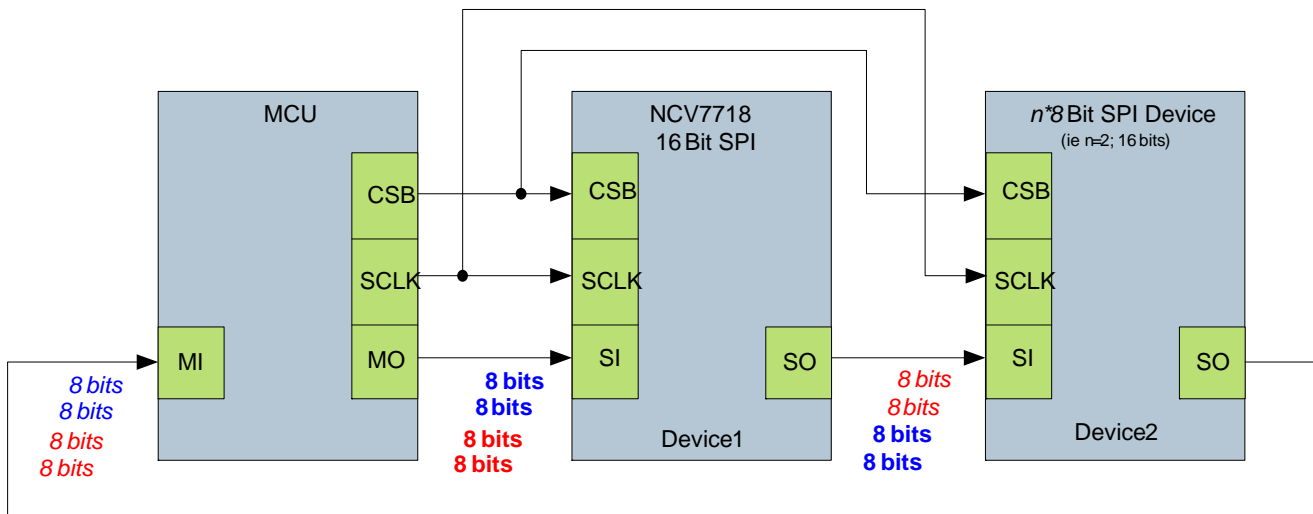 MCU
CSB
SCLK
MO
MI
8 bits
8 bits
8 bits
8 bits
8 bits
8 bits
8 bits
8 bits
NCV7718
16 Bit SPI
CSB
SCLK
SI
SO
Device1
8 bits
8 bits
8 bits
8 bits
n*8 Bit SPI Device
(ie n=2; 16 bits)
CSB
SCLK
SI
SO
Device2